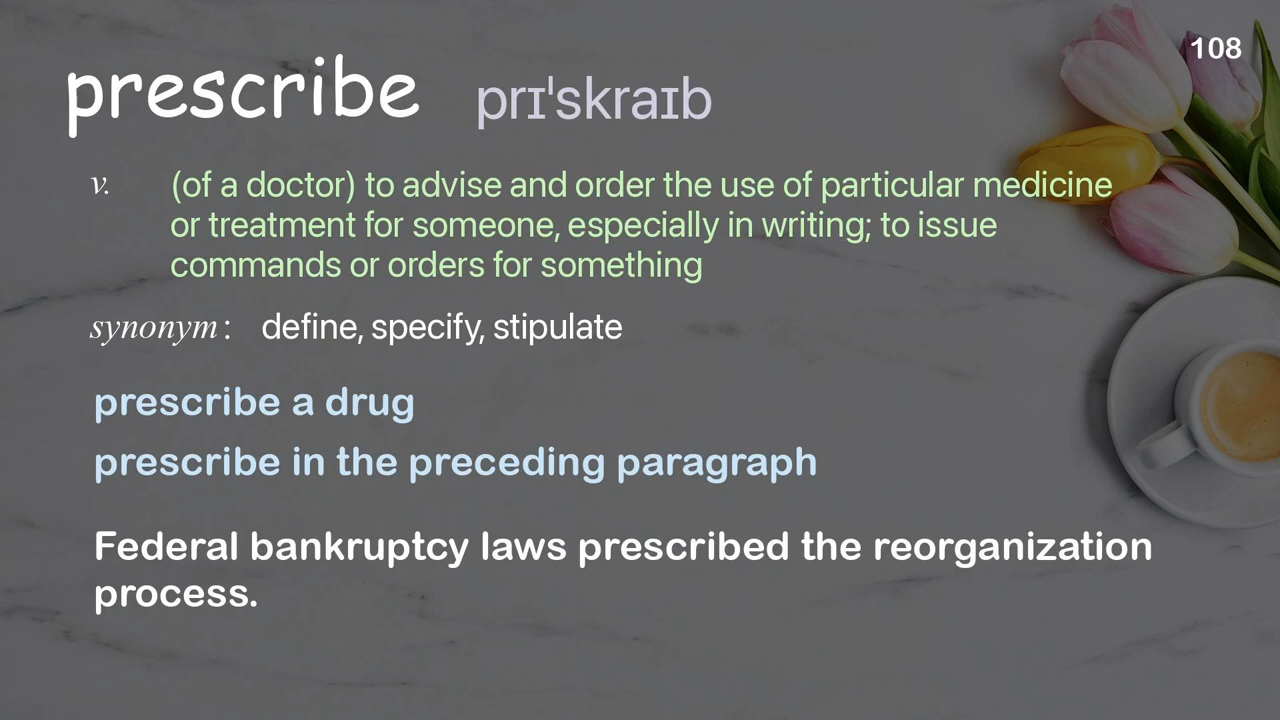 108
prescribe prɪˈskraɪb
v. (of a doctor) to advise and order the use of particular medicine
or treatment for someone, especially in writing; to issue
commands or orders for something
synonym: define, specify, stipulate
prescribe a drug
prescribe in the preceding paragraph
Federal bankruptcy laws prescribed the reorganization
process.